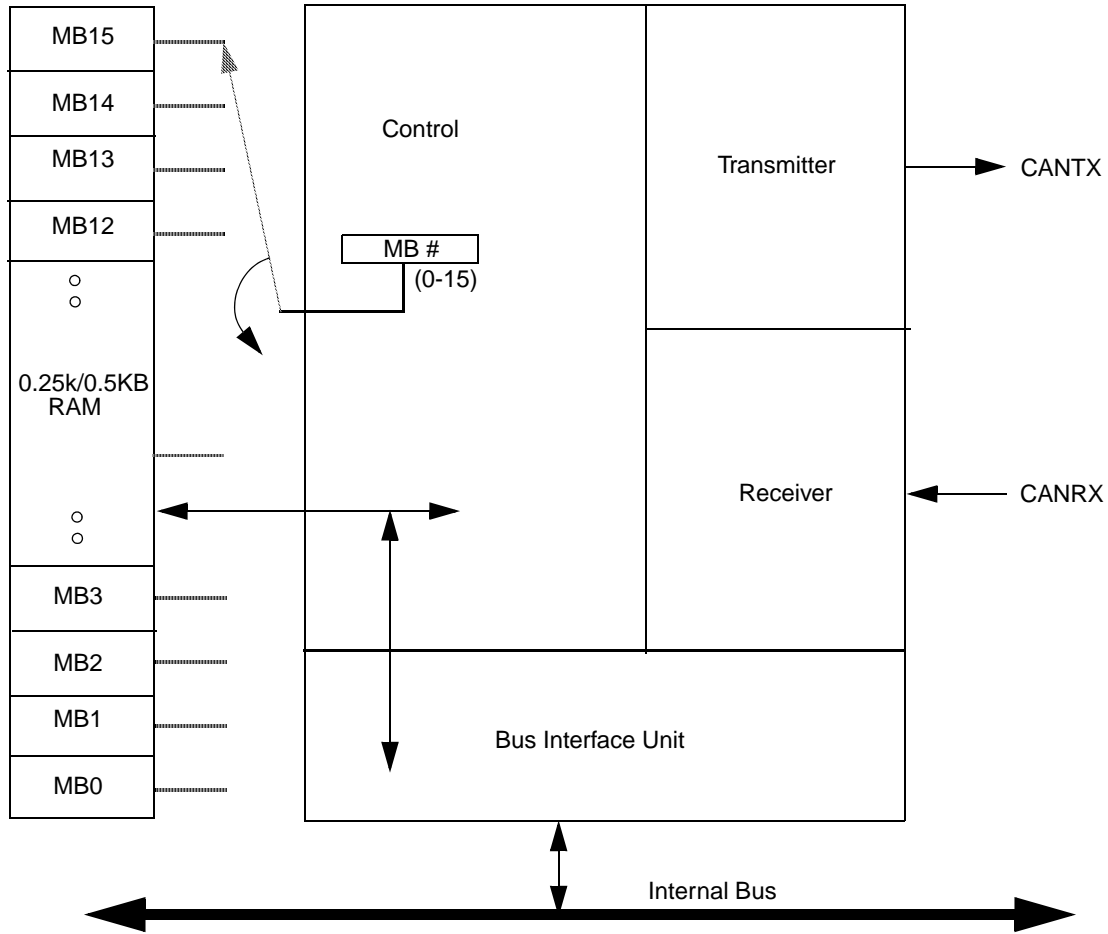 MB15
MB14
MB13
MB12
0.25k/0.5KB
RAM
MB3
MB2
MB1
MB0
Control
MB #
(0-15)
Transmitter
CANTX
Receiver
CANRX
Bus Interface Unit
Internal Bus